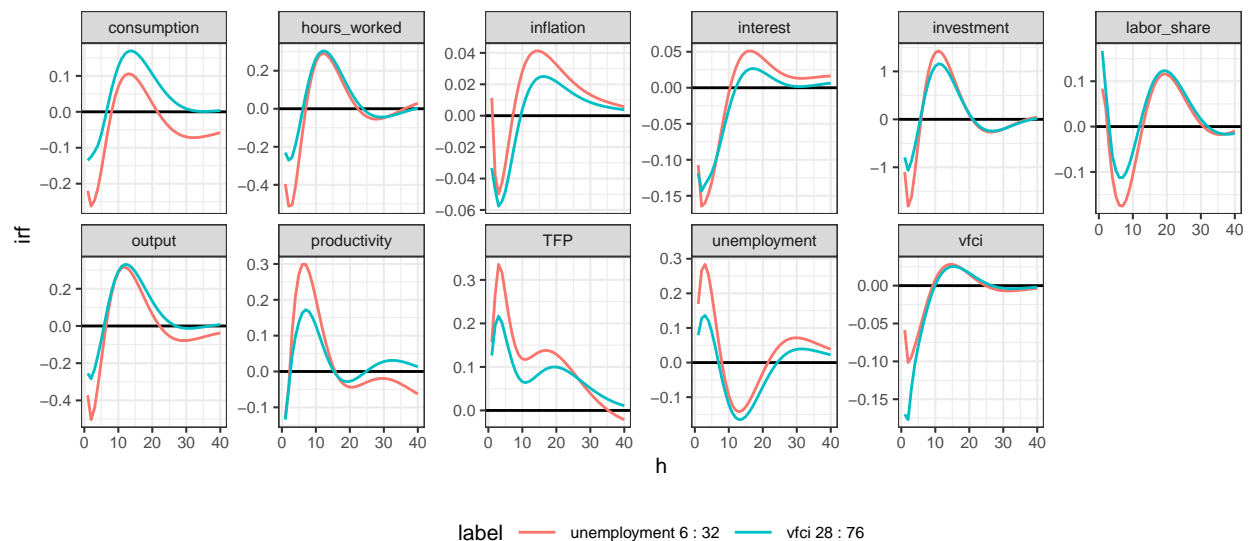 consumption hours_worked inflation interest investment labor_share
0.1 0.0 −0.1 −0.2
0.2 0.0 −0.2 −0.4
0.04 0.02 0.00 −0.02 −0.04 −0.06
0.05 0.00 −0.05 −0.10 −0.15
1 0 −1
0.1 0.0 −0.1
0 10 20 30 40
irf
output productivity TFP unemployment vfci
0.2 0.0 −0.2 −0.4
0.3 0.2 0.1 0.0 −0.1
0.3 0.2 0.1 0.0
0.3 0.2 0.1 0.0 −0.1
0.00 −0.05 −0.10 −0.15
0 10 20 30 40 0 10 20 30 40 0 10 20 30 40 0 10 20 30 40 0 10 20 30 40
h
label unemployment 6 : 32 vfci 28 : 76